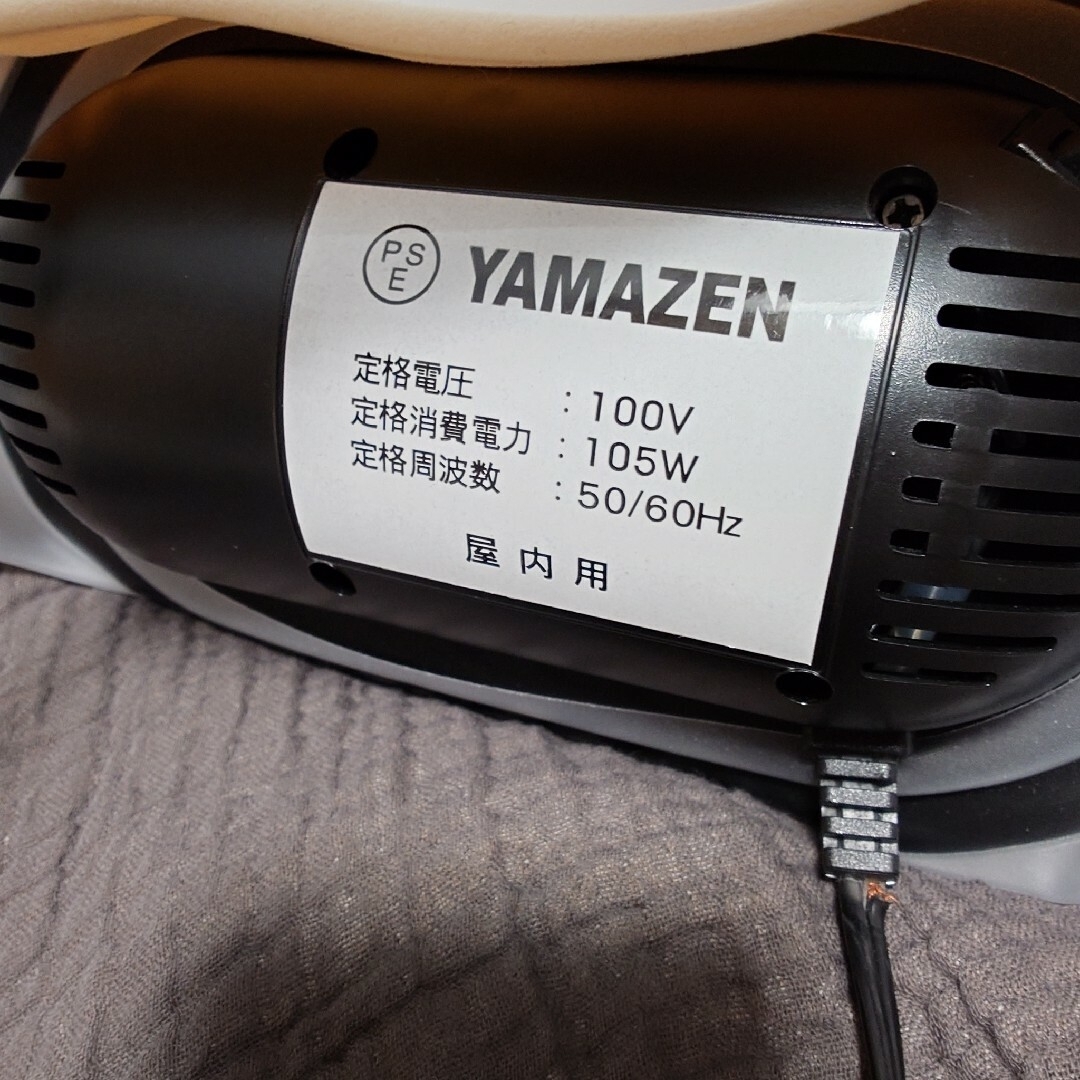 PSE YAMAZEN
定格電圧 : 100V
定格消費電力 : 105W
定格周波数 : 50/60Hz
屋内用